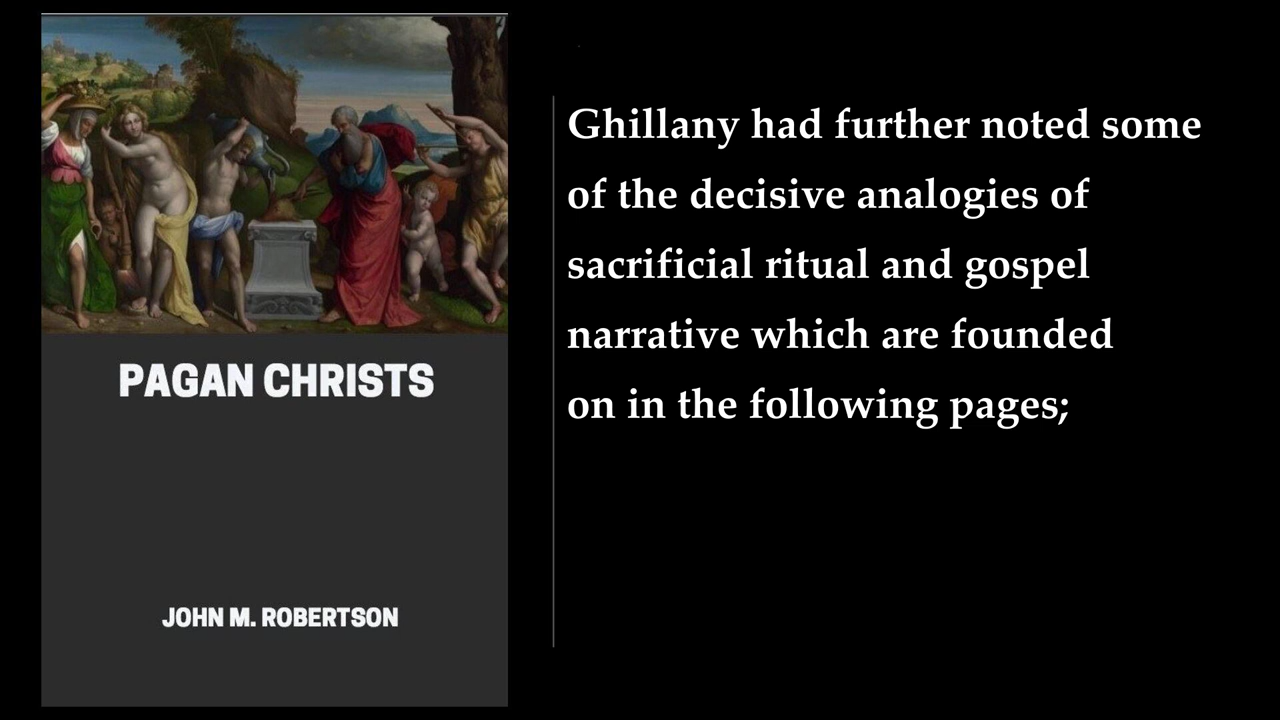 PAGAN CHRISTS
JOHN M. ROBERTSON
Ghillany had further noted some
of the decisive analogies of
sacrificial ritual and gospel
narrative which are founded
on in the following pages;